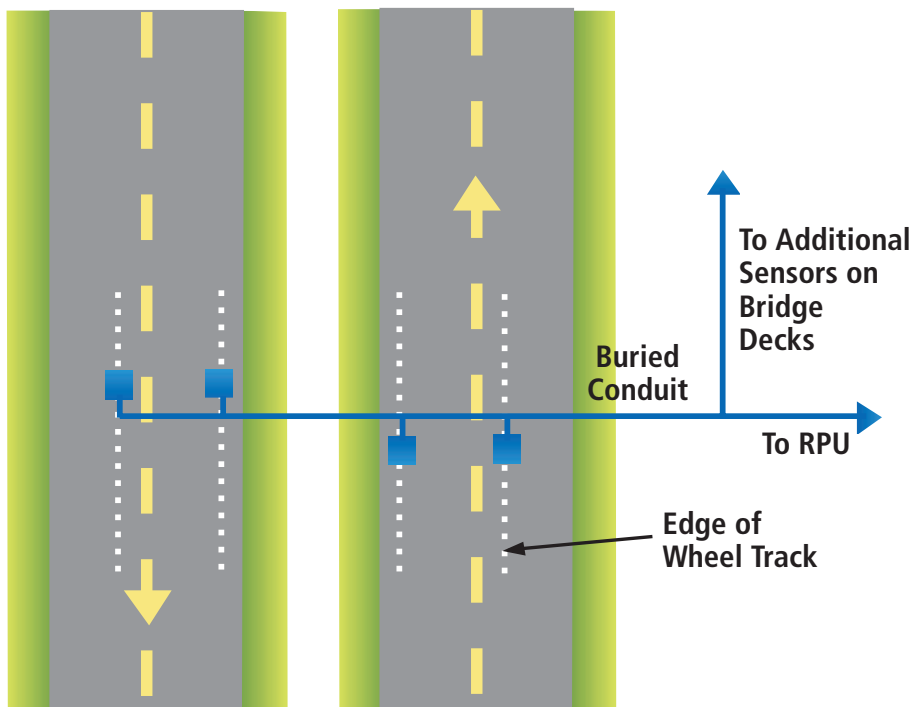 To Additional
Sensors on
Bridge
Decks
Buried
Conduit
To RPU
Edge of
Wheel Track